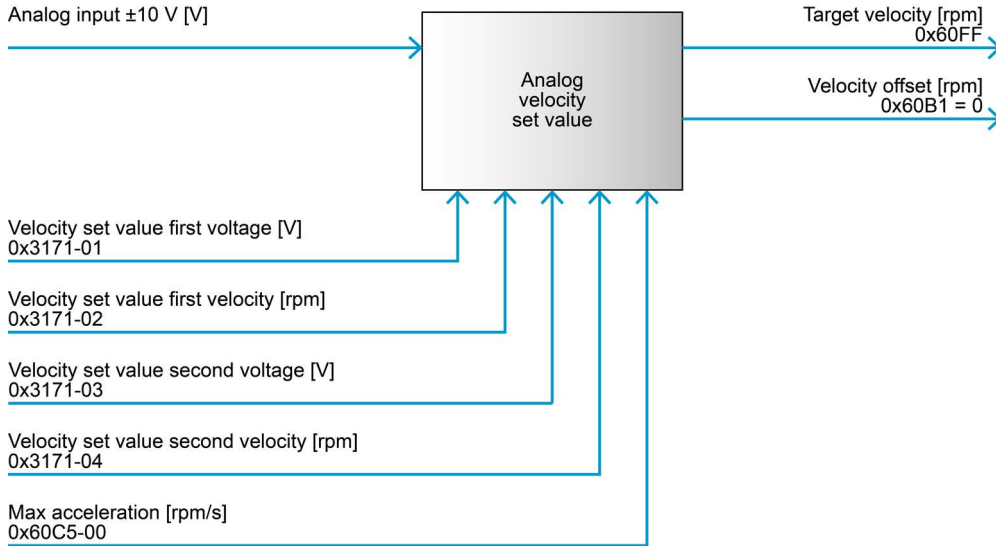 Analog input ±10 V [V]
Target velocity [rpm]
0x60FF
Analog
velocity
set value
Velocity offset [rpm]
0x60B1 = 0
Velocity set value first voltage [V]
0x3171-01
Velocity set value first velocity [rpm]
0x3171-02
Velocity set value second voltage [V]
0x3171-03
Velocity set value second velocity [rpm]
0x3171-04
Max acceleration [rpm/s]
0x60C5-00